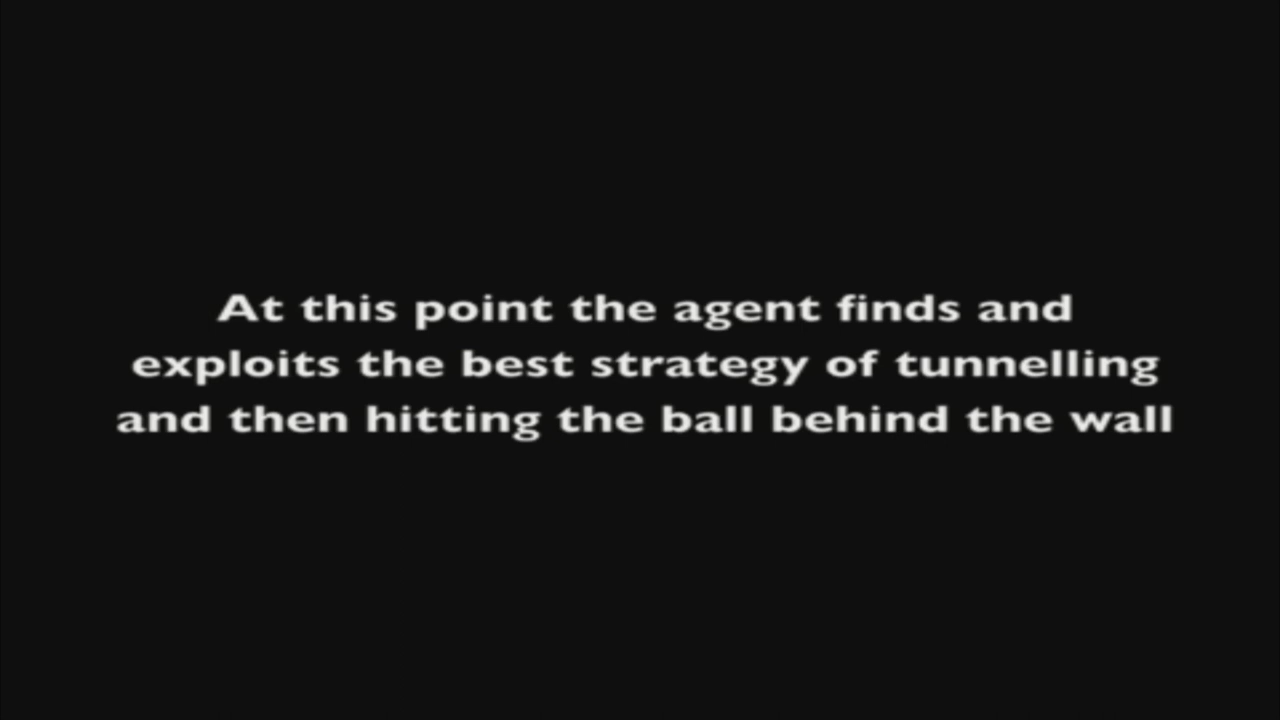 At this point the agent finds and
exploits the best strategy of tunnelling
and then hitting the ball behind the wall